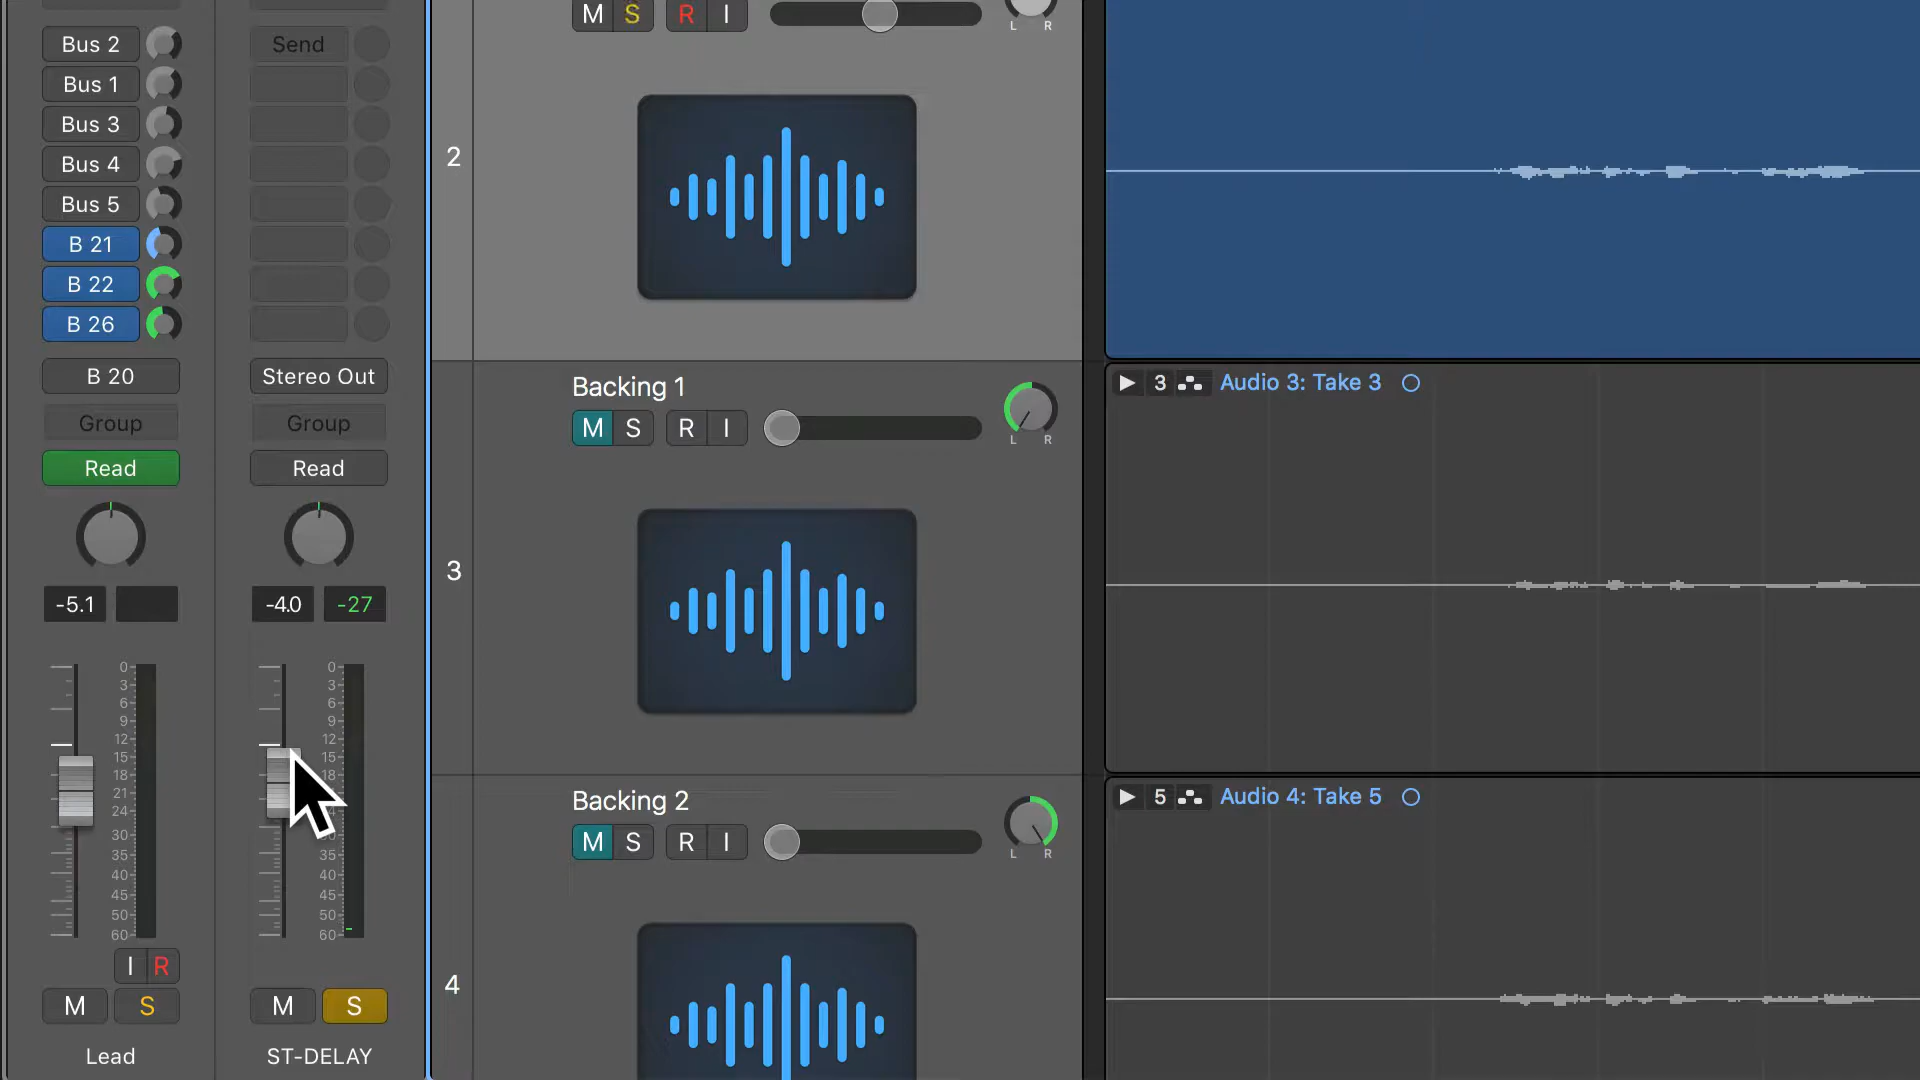 Bus 2
Bus 1
Bus 3
Bus 4
Bus 5
B 21
B 22
B 26
B 20
Group
Read
-5.1
0
3
6
9
12
15
18
21
24
30
35
40
45
50
60
I R
M S
Lead
Send
Stereo Out
Group
Read
-4.0 -27
0
3
6
9
12
15
18
35
40
45
50
60
M S
ST-DELAY
M S R I
L R
2
Backing 1
M S R I
L R
3
Backing 2
M S R I
L R
4
3 Audio 3: Take 3
5 Audio 4: Take 5